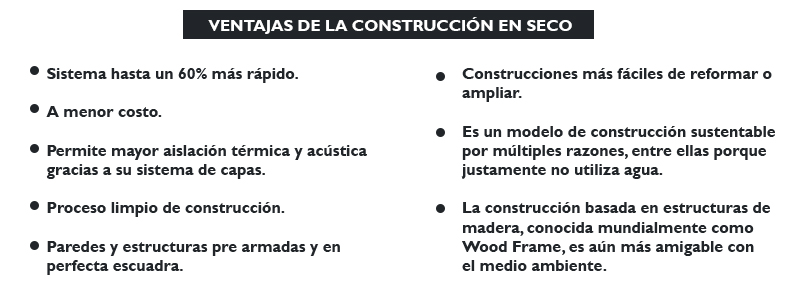 VENTAJAS DE LA CONSTRUCCIÓN EN SECO
Sistema hasta un 60% más rápido.
A menor costo.
Permite mayor aislación térmica y acústica
gracias a su sistema de capas.
Proceso limpio de construcción.
Paredes y estructuras pre armadas y en
perfecta escuadra.
Construcciones más fáciles de reformar o
ampliar.
Es un modelo de construcción sustentable
por múltiples razones, entre ellas porque
justamente no utiliza agua.
La construcción basada en estructuras de
madera, conocida mundialmente como
Wood Frame, es aún más amigable con
el medio ambiente.